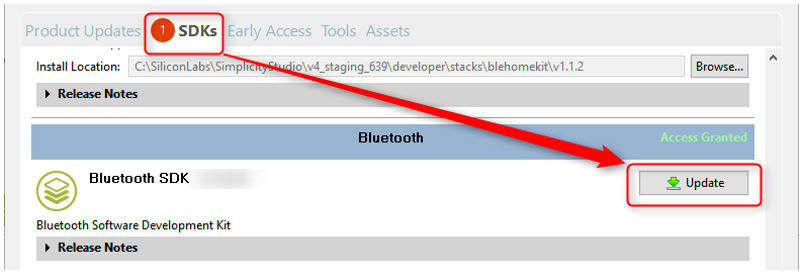 Product Updates 1 SDKs Early Access Tools Assets
Install Location: C:\SiliconLabs\SimplicityStudio\v4_staging_639\developer\stacks\blehomekit\v1.1.2 Browse...
Release Notes
Bluetooth Access Granted
Bluetooth SDK
Update
Bluetooth Software Development Kit
Release Notes